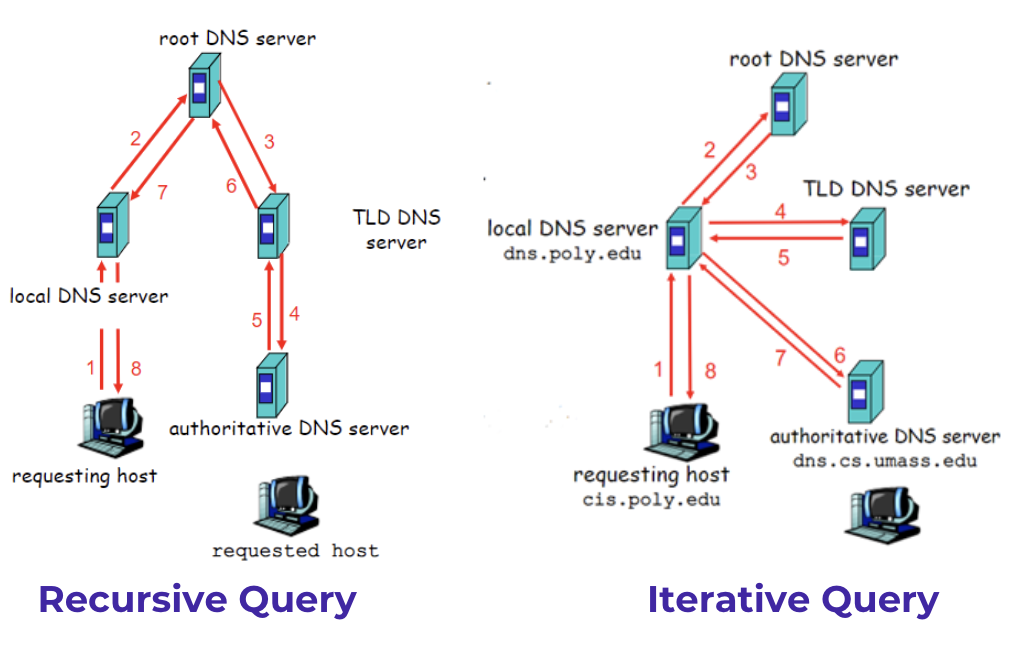 root DNS server
2
3
7
6
TLD DNS
server
local DNS server
5
4
1
8
authoritative DNS server
requesting host
requested host
Recursive Query
root DNS server
2
3
TLD DNS server
4
local DNS server
dns.poly.edu
5
6
7
1
8
authoritative DNS server
dns.cs.umass.edu
requesting host
cis.poly.edu
Iterative Query